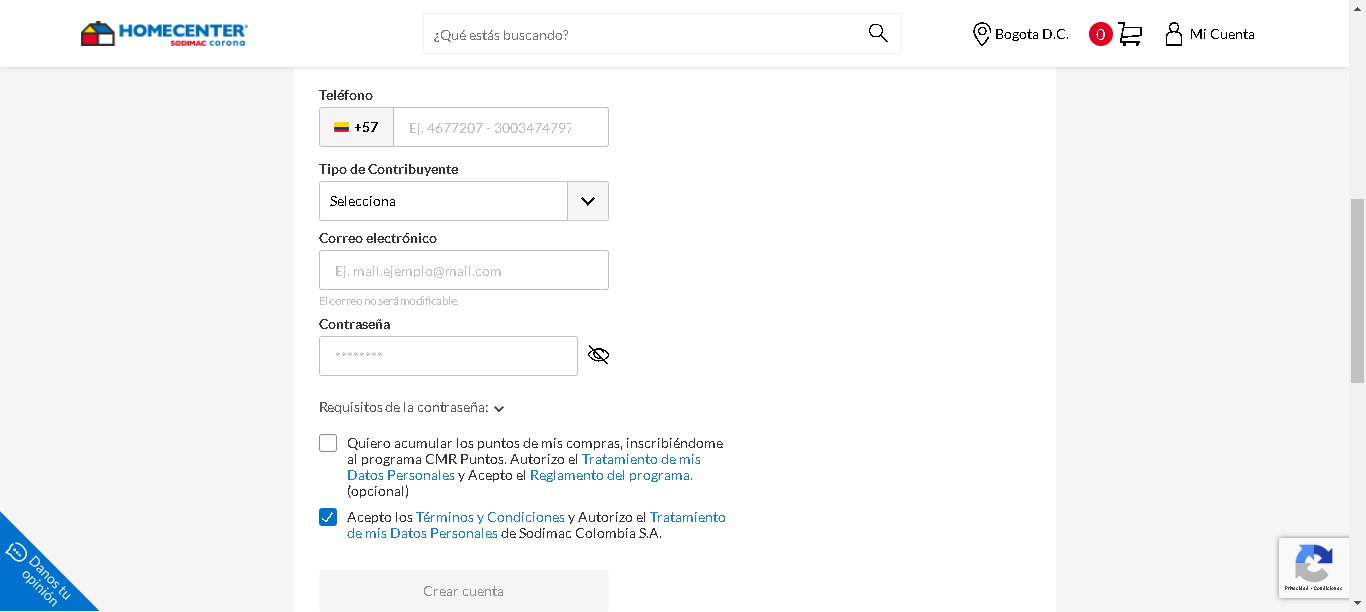 HOMECENTER
SODIMAC corona
¿Qué estás buscando?
Bogota D.C.
0
Mi Cuenta
Teléfono
+57
Ej. 4677207 - 3003474797
Tipo de Contribuyente
Selecciona
Correo electrónico
Ej. mail.ejemplo@mail.com
El correo no será modificable.
Contraseña
********
Requisitos de la contraseña:
Quiero acumular los puntos de mis compras, inscribiéndome
al programa CMR Puntos. Autorizo el Tratamiento de mis
Datos Personales y Acepto el Reglamento del programa.
(opcional)
Acepto los Términos y Condiciones y Autorizo el Tratamiento
de mis Datos Personales de Sodimac Colombia S.A.
Crear cuenta
Danos tu
opinión
Privacidad - Condiciones